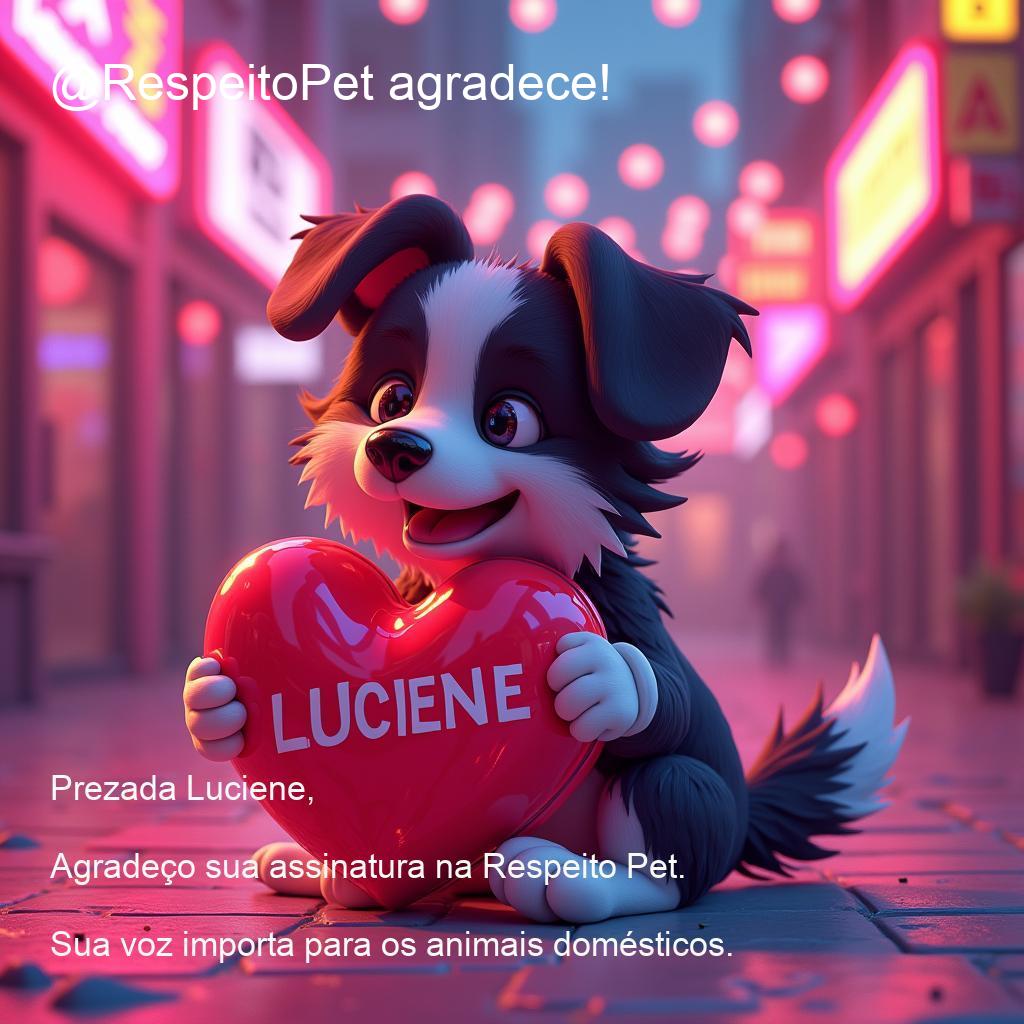 @RespeitoPet agradece!
LUCIENE
Prezada Luciene,
Agradeço sua assinatura na Respeito Pet.
Sua voz importa para os animais domésticos.